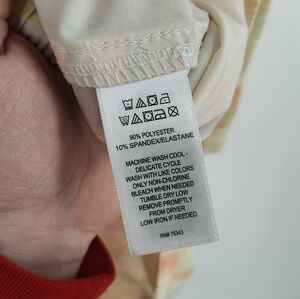 90% POLYESTER
10% SPANDEX/ELASTANE
MACHINE WASH COOL -
DELICATE CYCLE
WASH WITH LIKE COLORS
ONLY NON-CHLORINE
BLEACH WHEN NEEDED
TUMBLE DRY LOW
REMOVE PROMPTLY
FROM DRYER
LOW IRON IF NEEDED
RN# 75343